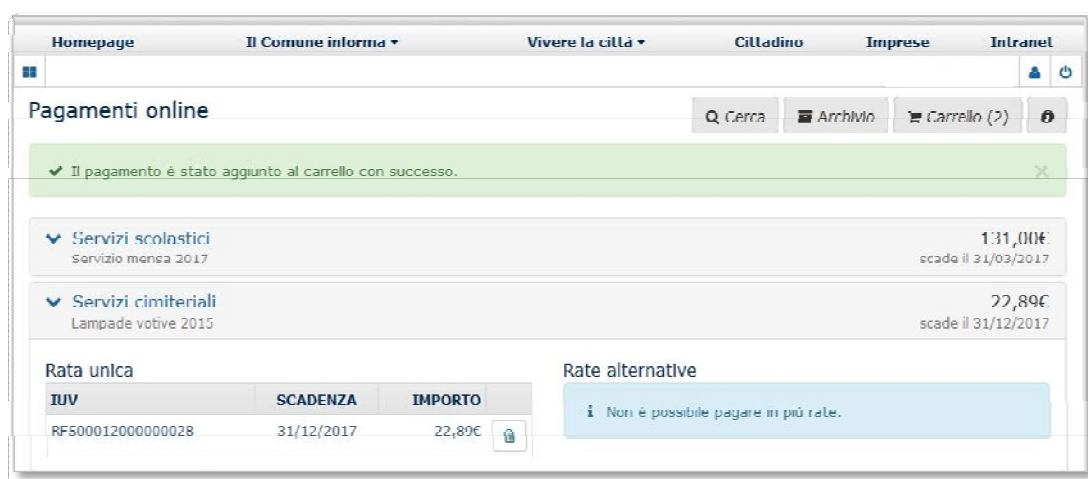 Homepage Il Comune informa Vivere la città Cittadino Imprese Intranet
Pagamenti online
Cerca Archivio Carrello (2)
Il pagamento è stato aggiunto al carrello con successo.
Servizi scolastici 131,00€
Servizio mensa 2017 scade il 31/03/2017
Servizi cimiteriali 22,89€
Lampade votive 2015 scade il 31/12/2017
Rata unica Rate alternative
IUV SCADENZA IMPORTO
Non è possibile pagare in più rate.
RF500012000000028 31/12/2017 22,89€